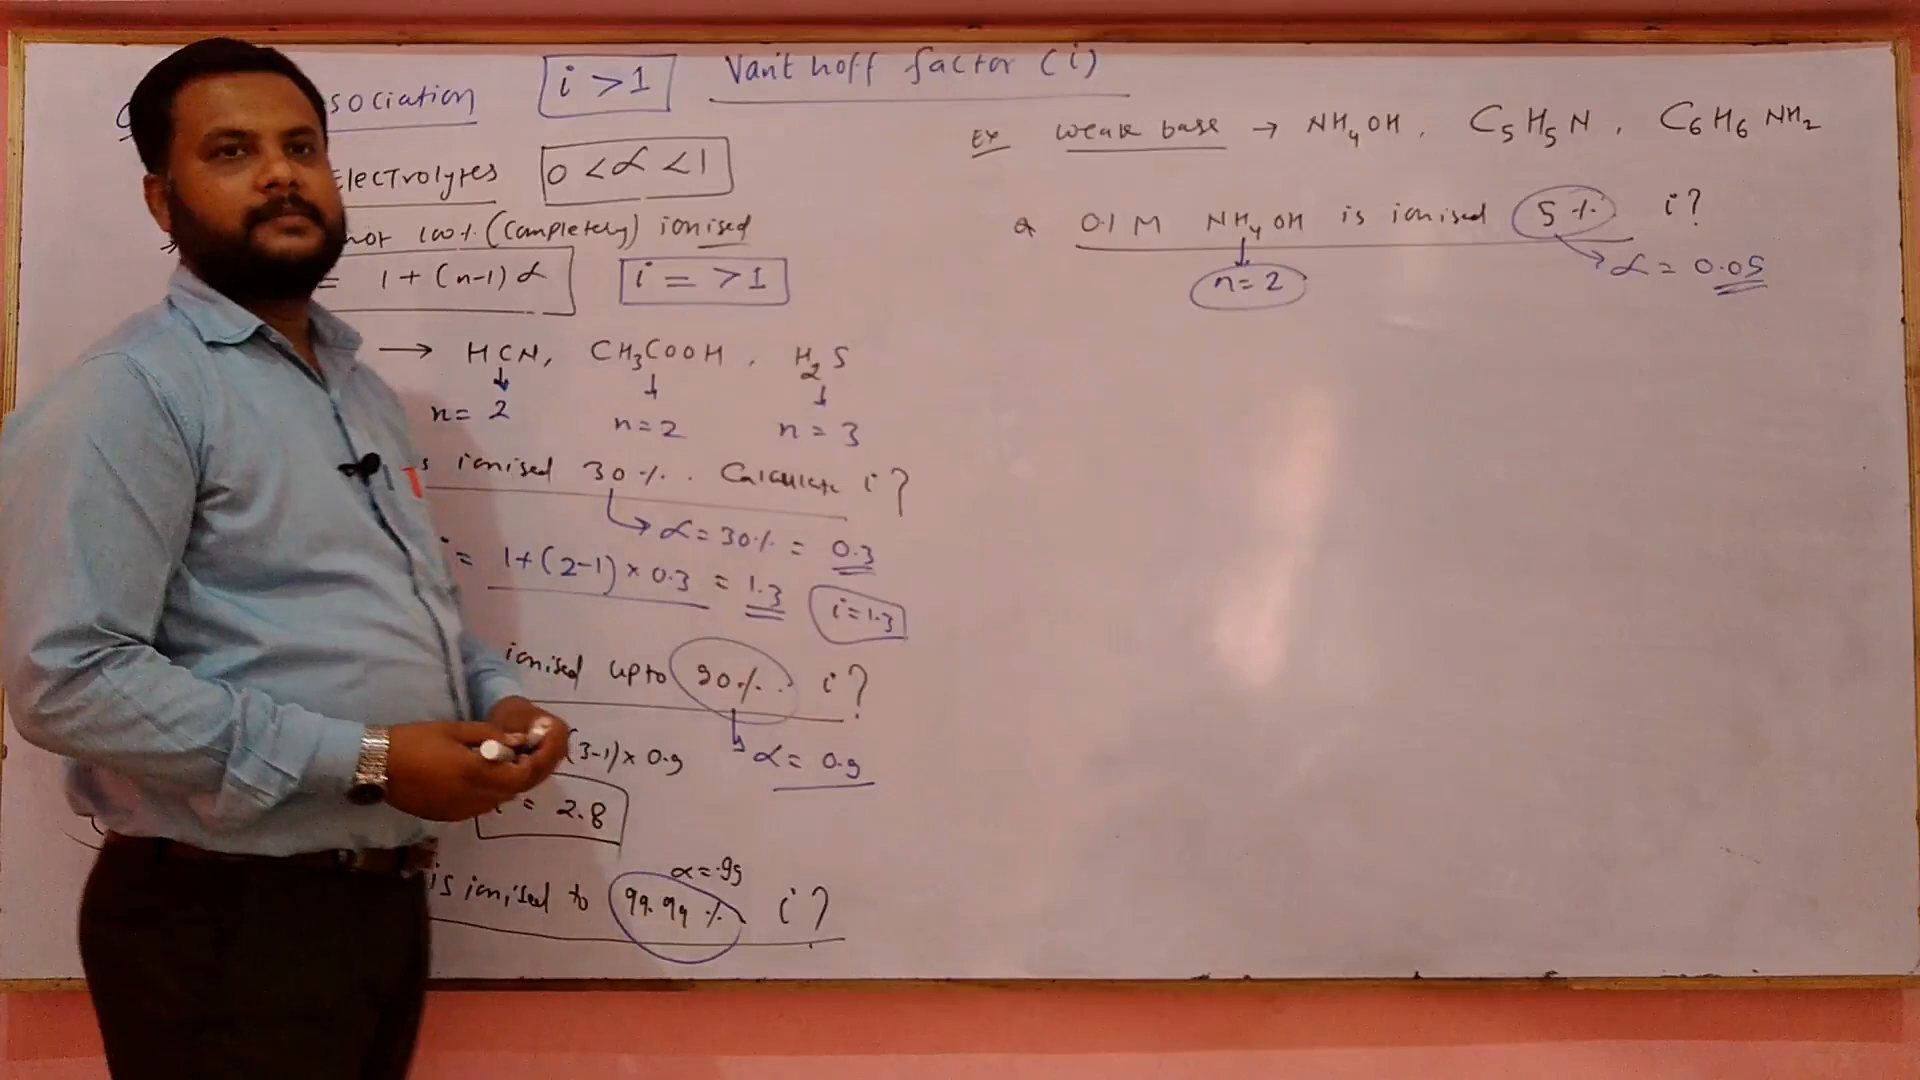 Van't hoff factor (i)
sociation i > 1
Electrolytes 0 < α < 1
not 100% (completely) ionised
= 1 + (n-1) α i = > 1
→ HCN, CH3COOH, H2S
n = 2 n = 2 n = 3
s ionised 30%. Calculate i?
α = 30% = 0.3
i = 1 + (2-1) × 0.3 = 1.3 i = 1.3
ionised upto 90%. i?
(3-1) × 0.9 α = 0.9
= 2.8
α = .99
is ionised to 99.99% i?
Ex weak base → NH4OH, C5H5N, C6H6NH2
Q 0.1 M NH4OH is ionised 5% i?
n = 2 α = 0.05